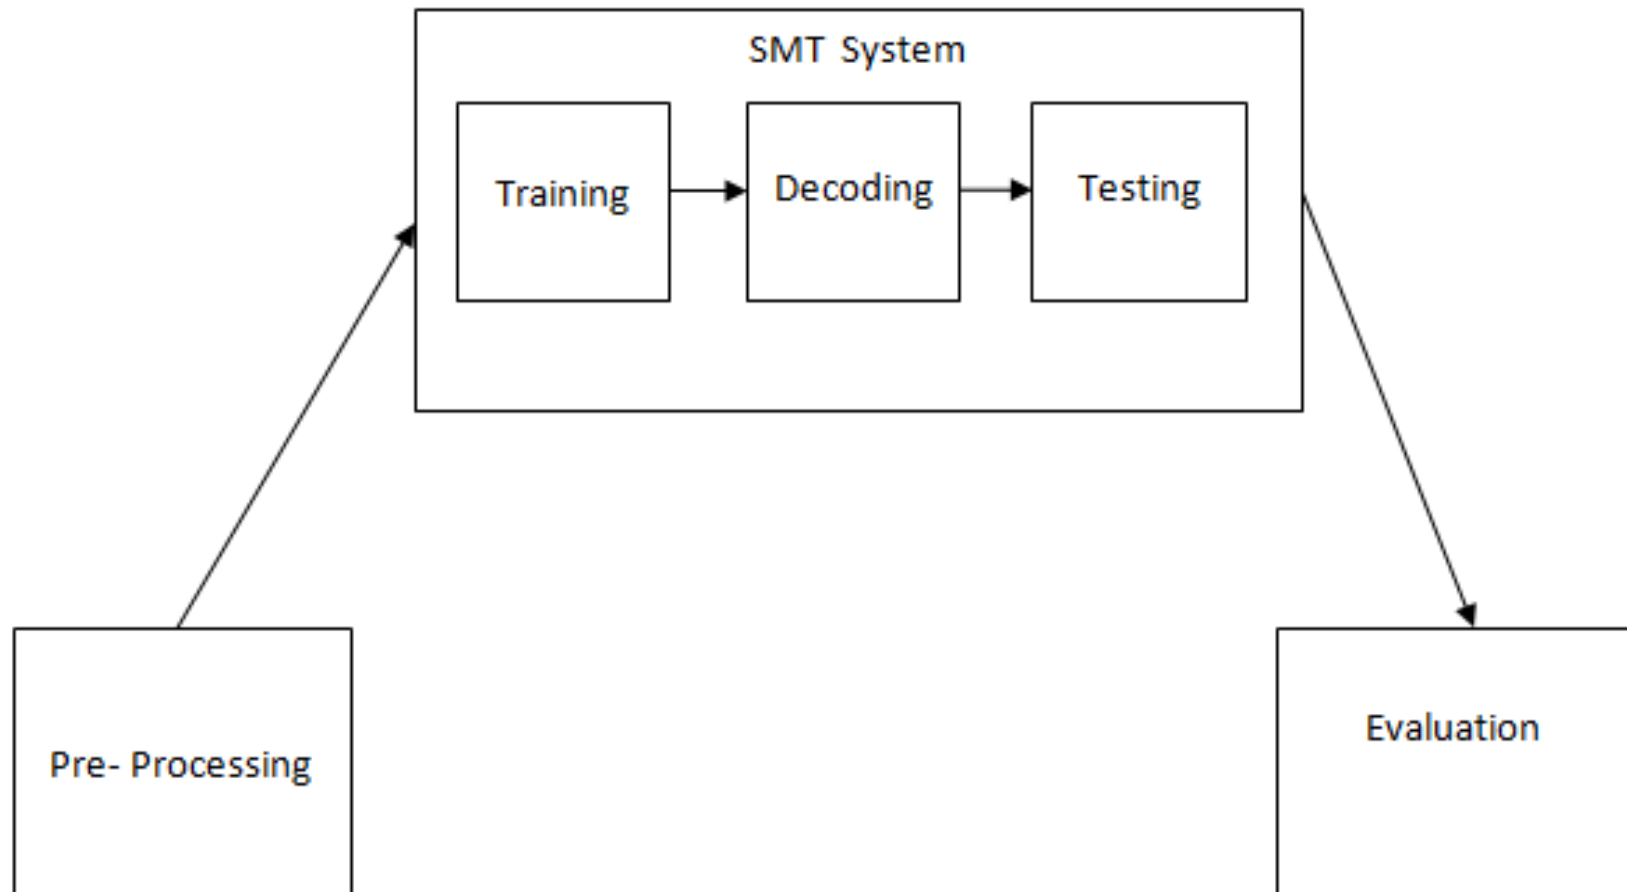 SMT System
Training
Decoding
Testing
Pre- Processing
Evaluation